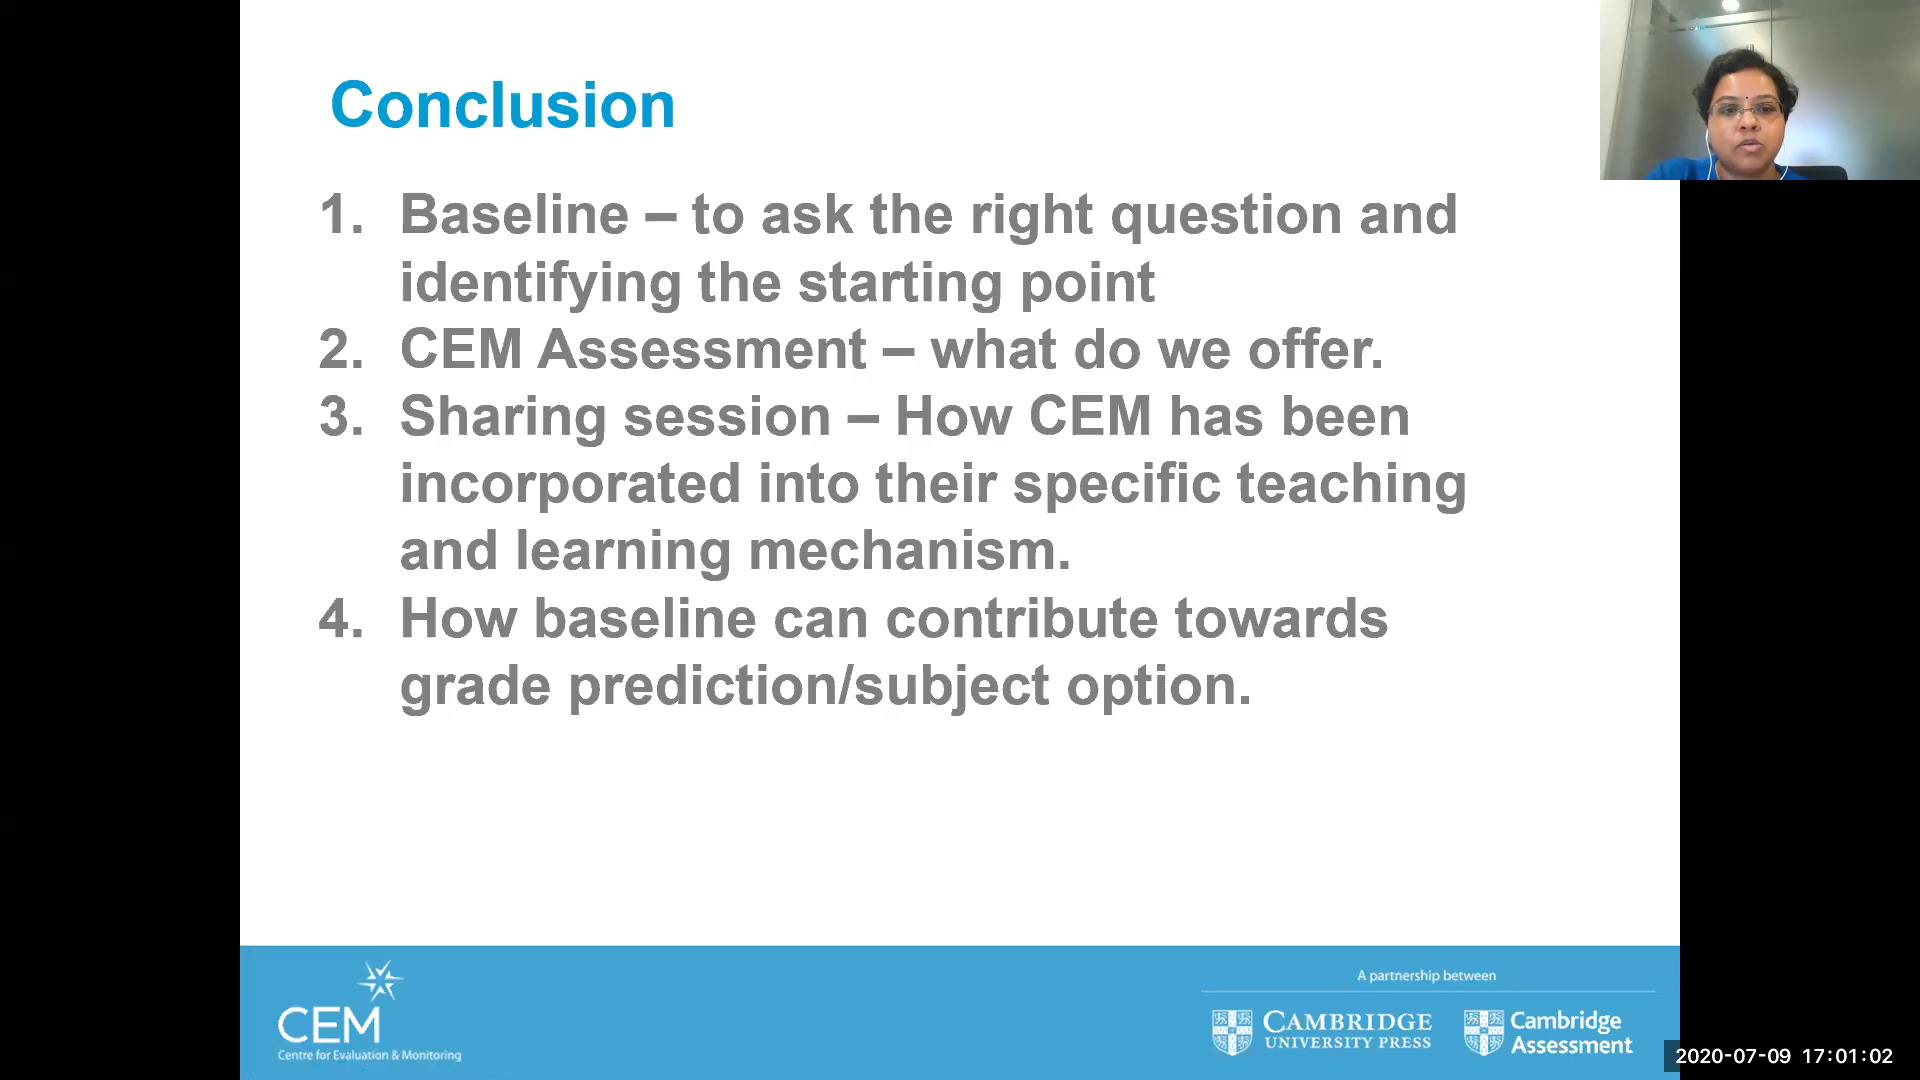 Conclusion
1. Baseline – to ask the right question and
identifying the starting point
2. CEM Assessment – what do we offer.
3. Sharing session – How CEM has been
incorporated into their specific teaching
and learning mechanism.
4. How baseline can contribute towards
grade prediction/subject option.
CEM
Centre for Evaluation & Monitoring
A partnership between
CAMBRIDGE
UNIVERSITY PRESS
Cambridge
Assessment
2020-07-09 17:01:02